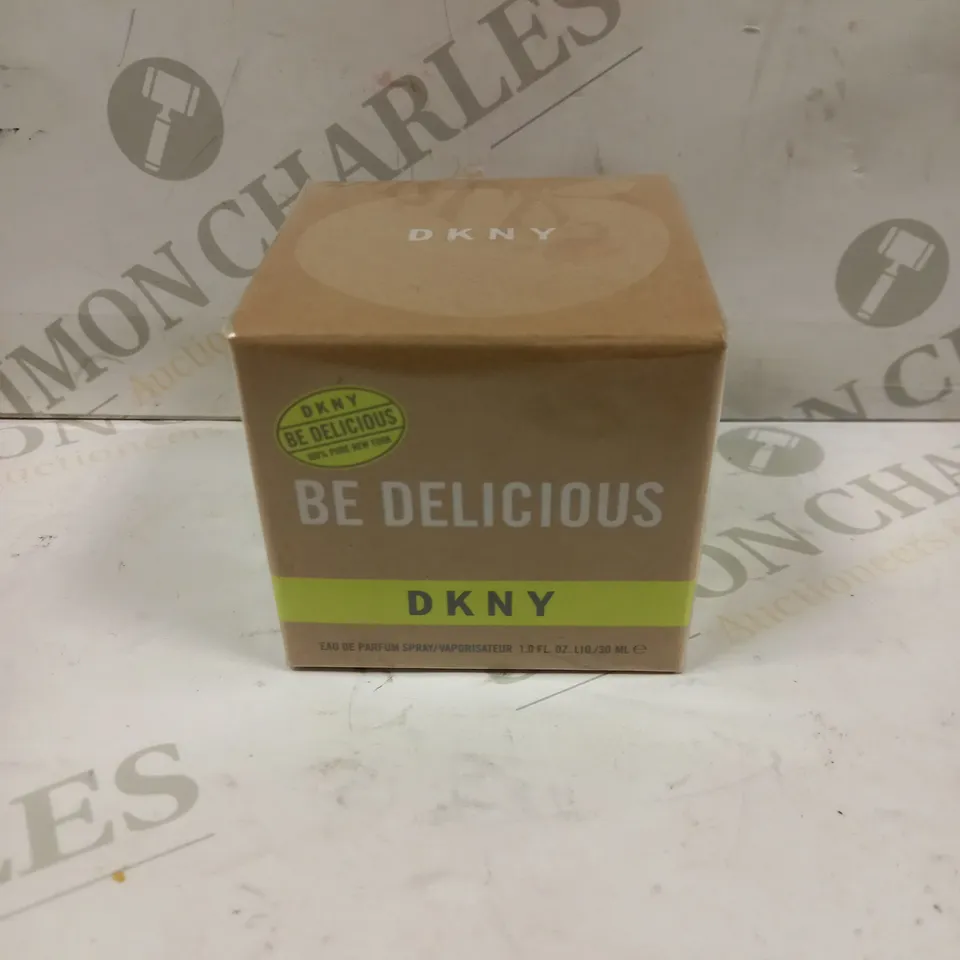 SIMON CHARLES
DKNY
DKNY
BE DELICIOUS
100% PURE NEW YORK
BE DELICIOUS
DKNY
EAU DE PARFUM SPRAY/VAPORISATEUR 1.0 FL. OZ. LIQ./30 ML ℮